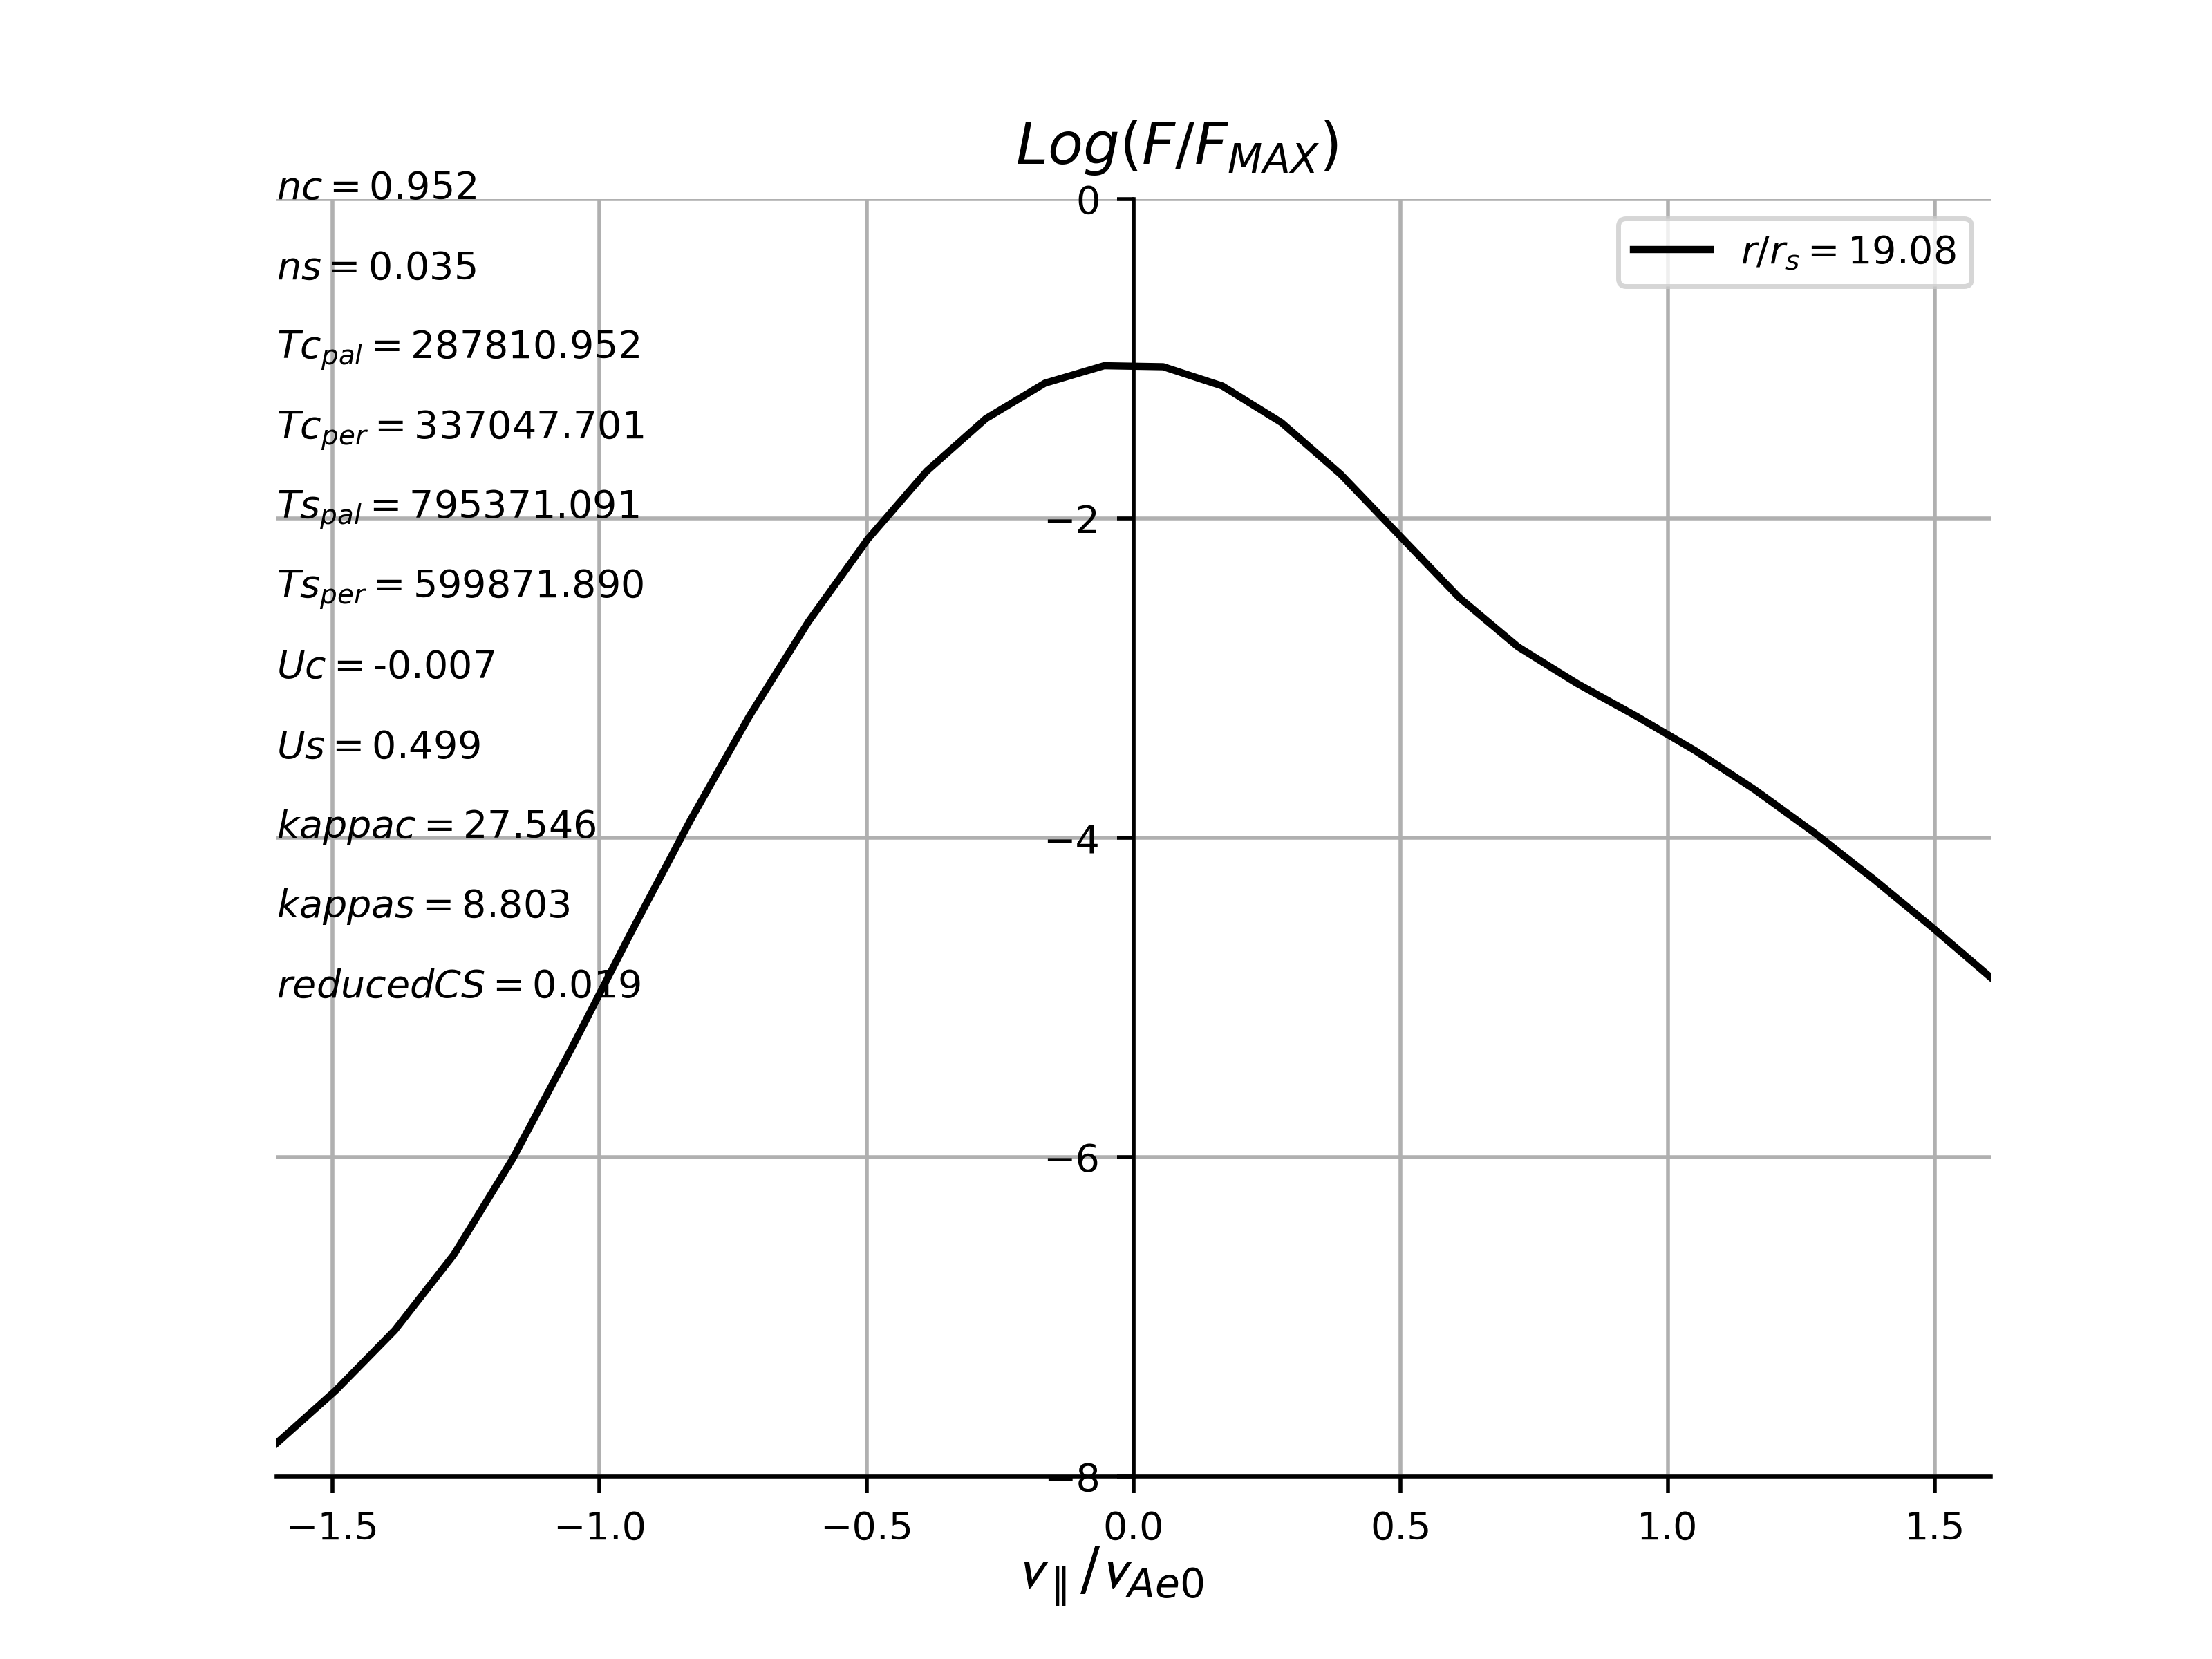 Log(F/F_MAX)
nc = 0.952
0
r/r_s = 19.08
ns = 0.035
Tc_pal = 287810.952
Tc_per = 337047.701
Ts_pal = 795371.091
−2
Ts_per = 599871.890
Uc = -0.007
Us = 0.499
kappac = 27.546
−4
kappas = 8.803
reducedCS = 0.019
−6
−8
−1.5 −1.0 −0.5 0.0 0.5 1.0 1.5
v_∥/v_Ae0